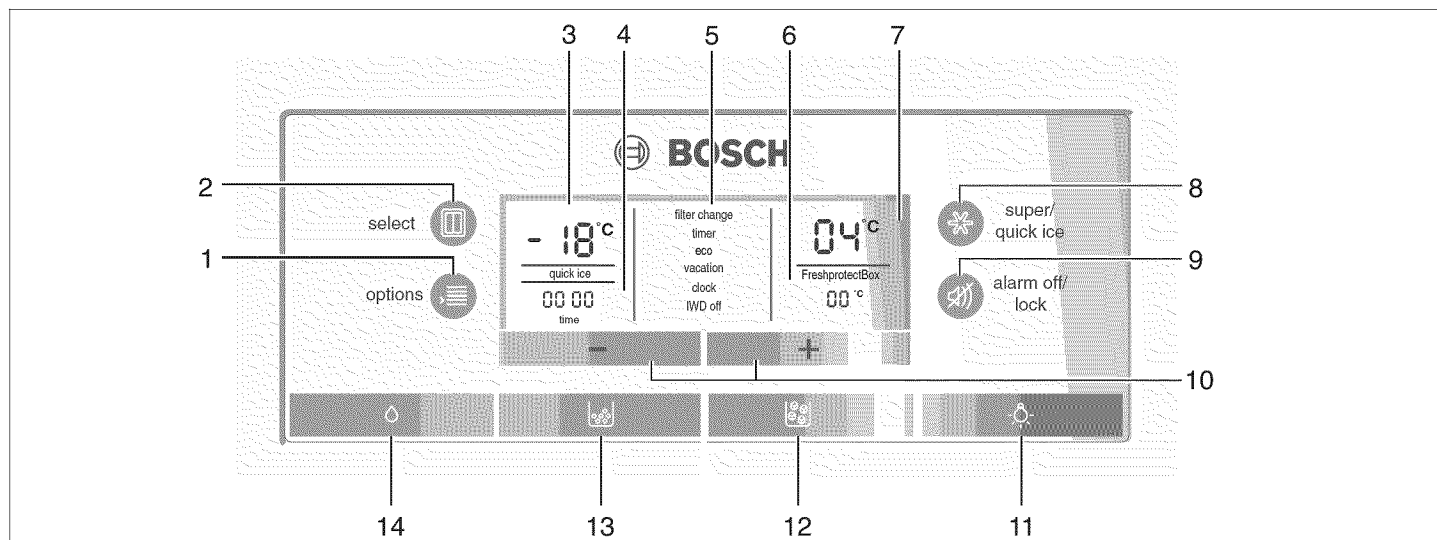 3 4 5 6 7
BOSCH
2 8
select
super/
quick ice
-18°C
filter change
timer
eco
vacation
clock
IWD off
04°C
quick ice
FreshprotectBox
1 9
options
alarm off/
lock
00 00
time
00 °C
- +
10
14 13 12 11